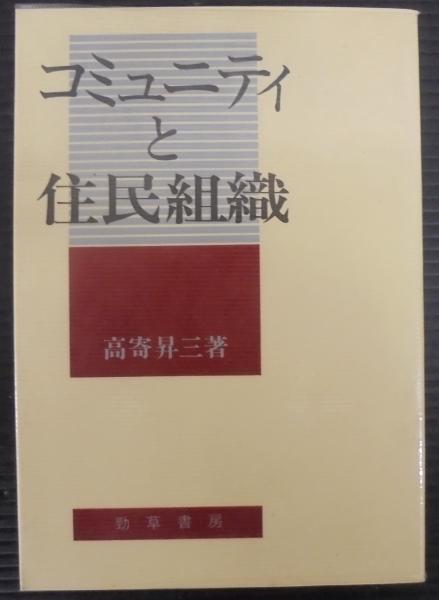 コミュニティ
と
住民組織
高寄昇三著
勁草書房